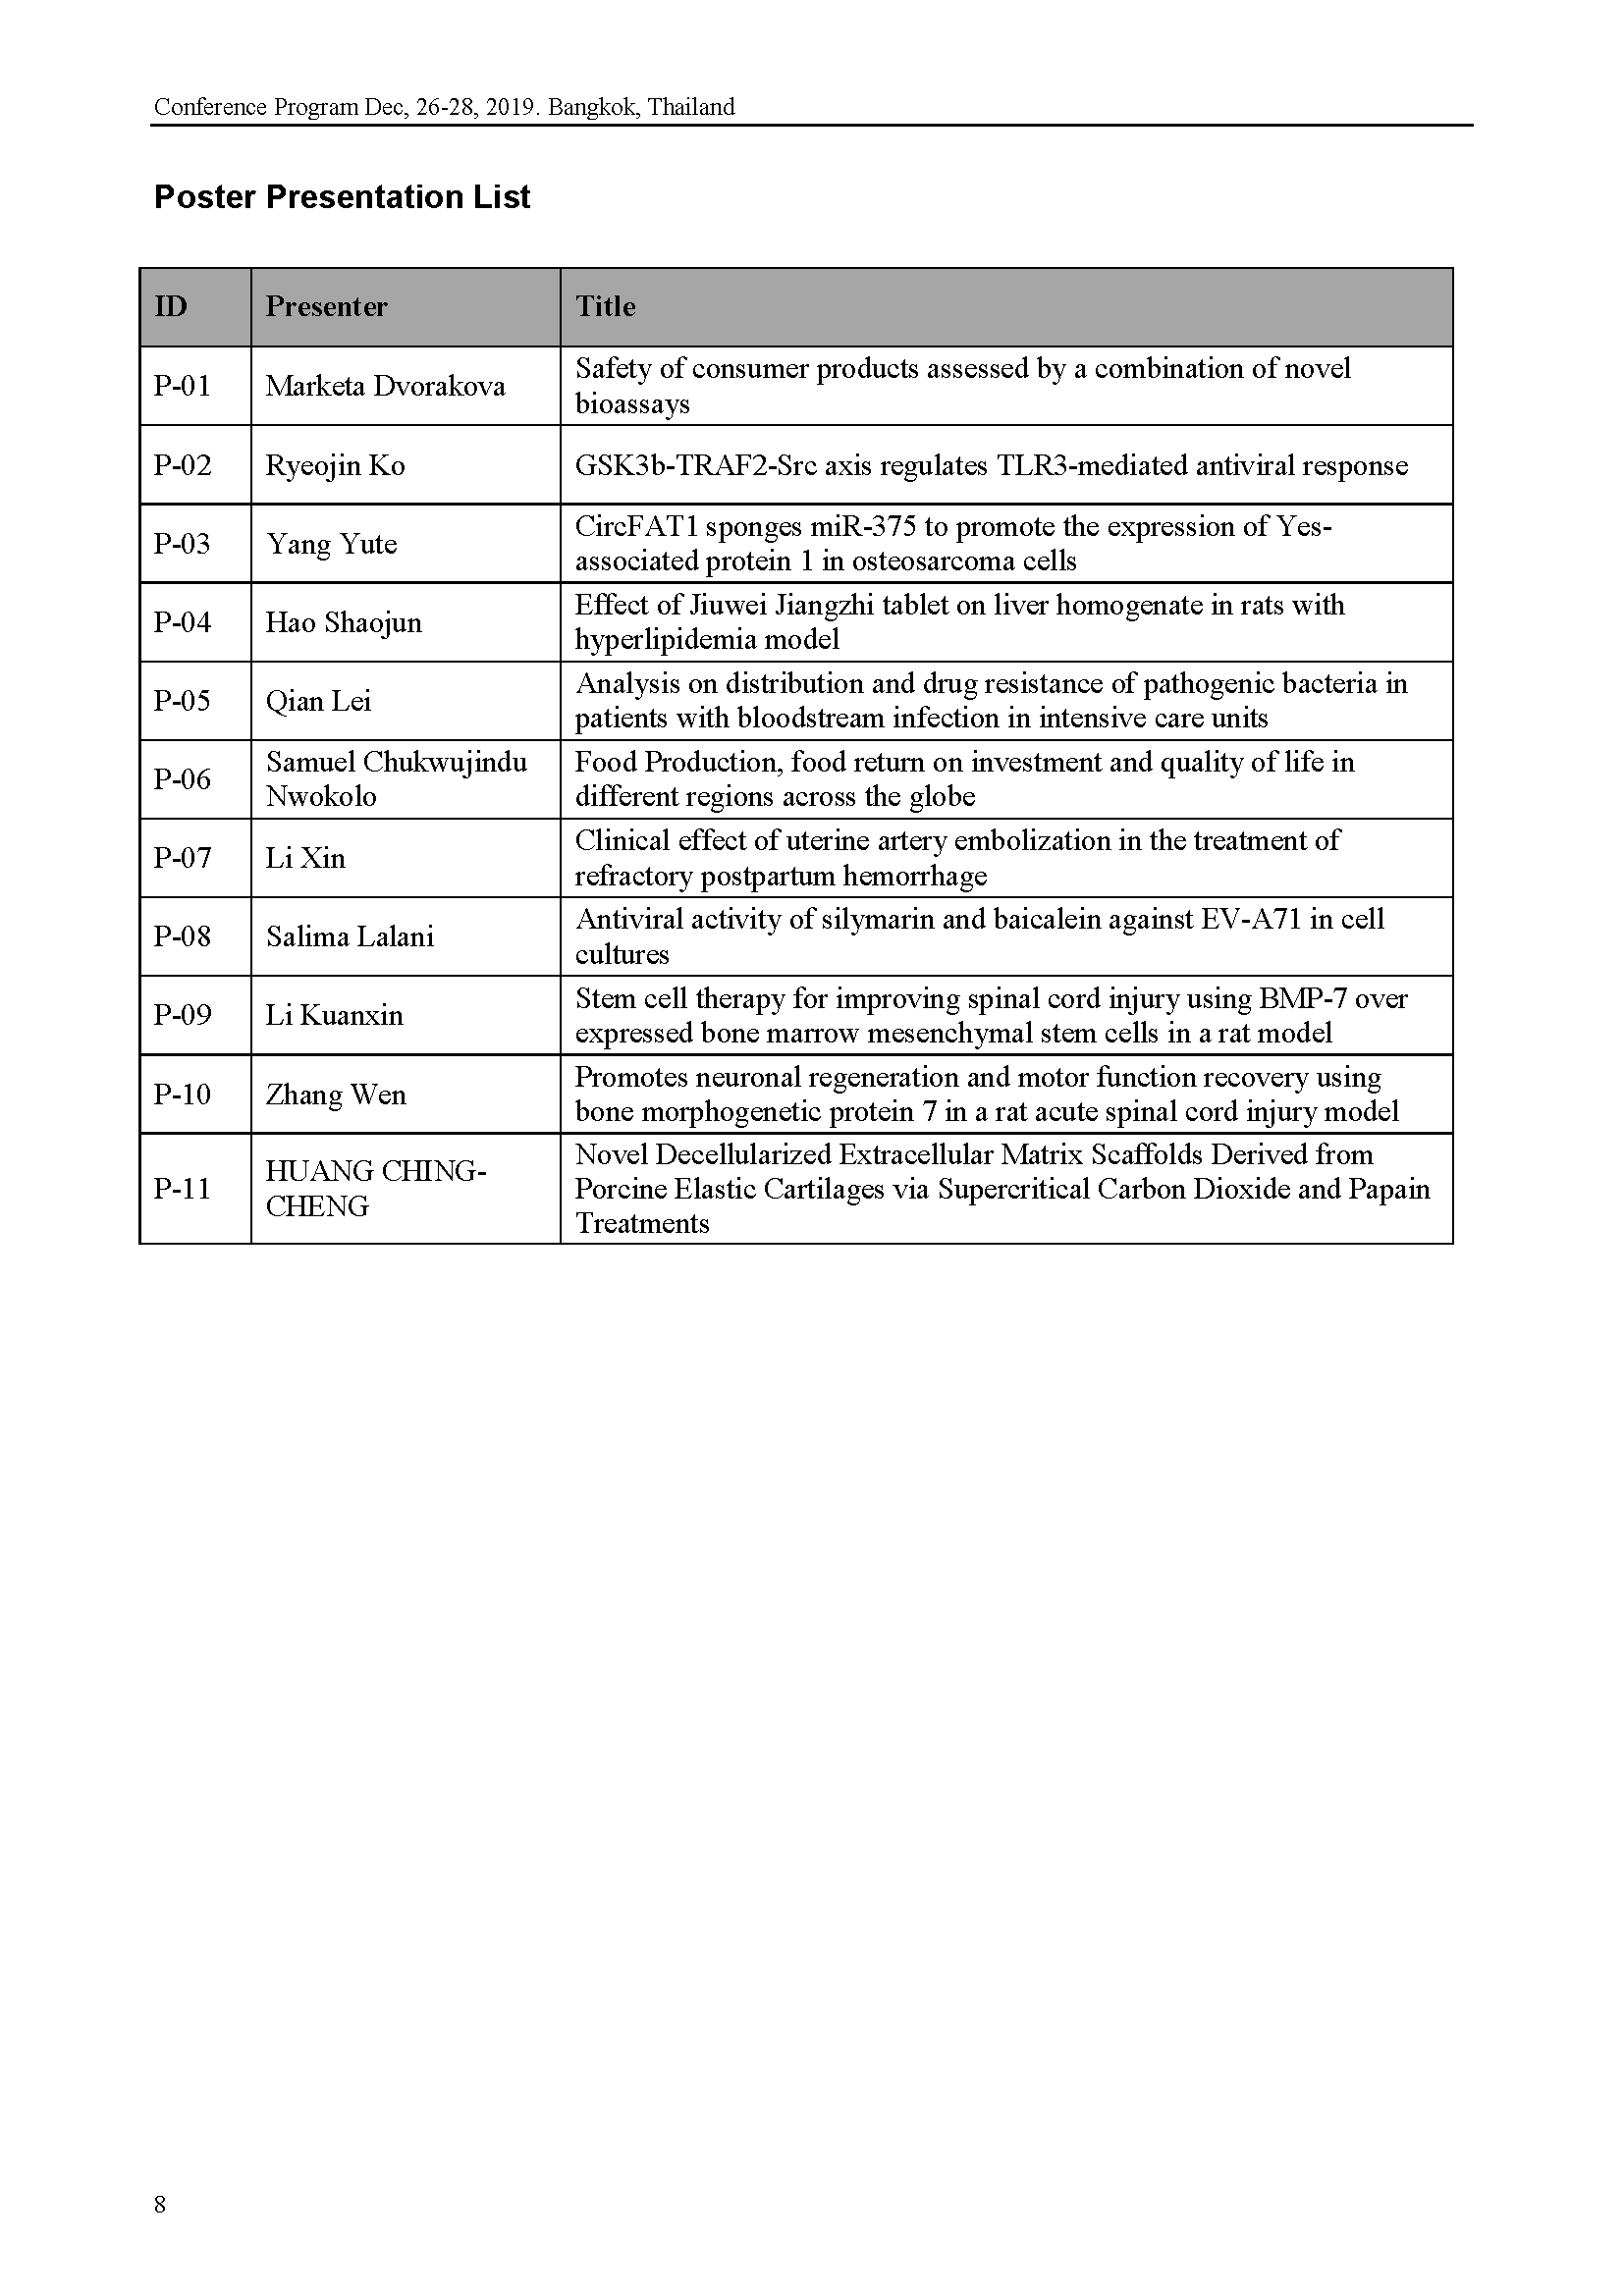 Conference Program Dec, 26-28, 2019. Bangkok, Thailand
Poster Presentation List
ID Presenter Title
P-01 Marketa Dvorakova Safety of consumer products assessed by a combination of novel
bioassays
P-02 Ryeojin Ko GSK3b-TRAF2-Src axis regulates TLR3-mediated antiviral response
P-03 Yang Yute CircFAT1 sponges miR-375 to promote the expression of Yes-
associated protein 1 in osteosarcoma cells
P-04 Hao Shaojun Effect of Jiuwei Jiangzhi tablet on liver homogenate in rats with
hyperlipidemia model
P-05 Qian Lei Analysis on distribution and drug resistance of pathogenic bacteria in
patients with bloodstream infection in intensive care units
P-06 Samuel Chukwujindu
Nwokolo
Food Production, food return on investment and quality of life in
different regions across the globe
P-07 Li Xin Clinical effect of uterine artery embolization in the treatment of
refractory postpartum hemorrhage
P-08 Salima Lalani Antiviral activity of silymarin and baicalein against EV-A71 in cell
cultures
P-09 Li Kuanxin Stem cell therapy for improving spinal cord injury using BMP-7 over
expressed bone marrow mesenchymal stem cells in a rat model
P-10 Zhang Wen Promotes neuronal regeneration and motor function recovery using
bone morphogenetic protein 7 in a rat acute spinal cord injury model
P-11 HUANG CHING-
CHENG
Novel Decellularized Extracellular Matrix Scaffolds Derived from
Porcine Elastic Cartilages via Supercritical Carbon Dioxide and Papain
Treatments
8